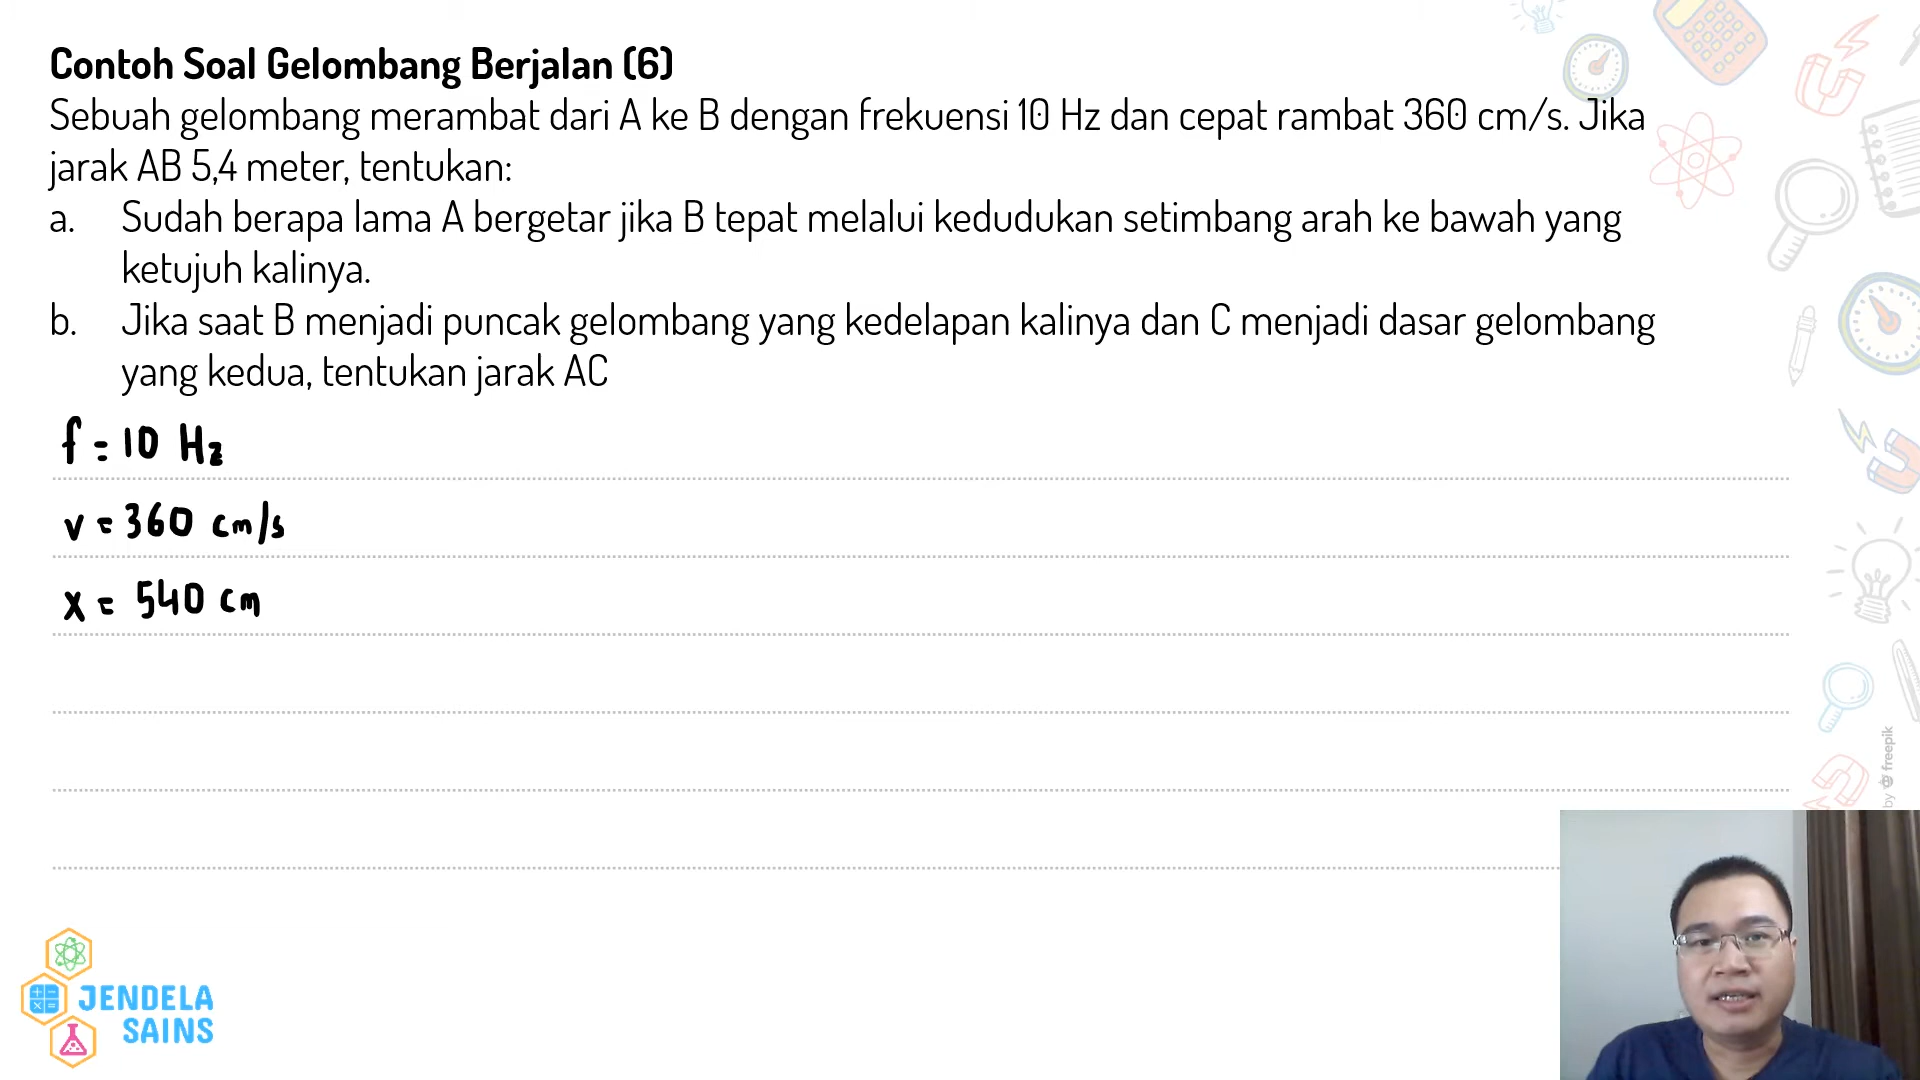 Contoh Soal Gelombang Berjalan (6)
Sebuah gelombang merambat dari A ke B dengan frekuensi 10 Hz dan cepat rambat 360 cm/s. Jika
jarak AB 5,4 meter, tentukan:
a. Sudah berapa lama A bergetar jika B tepat melalui kedudukan setimbang arah ke bawah yang
ketujuh kalinya.
b. Jika saat B menjadi puncak gelombang yang kedelapan kalinya dan C menjadi dasar gelombang
yang kedua, tentukan jarak AC
f = 10 Hz
v = 360 cm/s
x = 540 cm
by freepik
JENDELA
SAINS